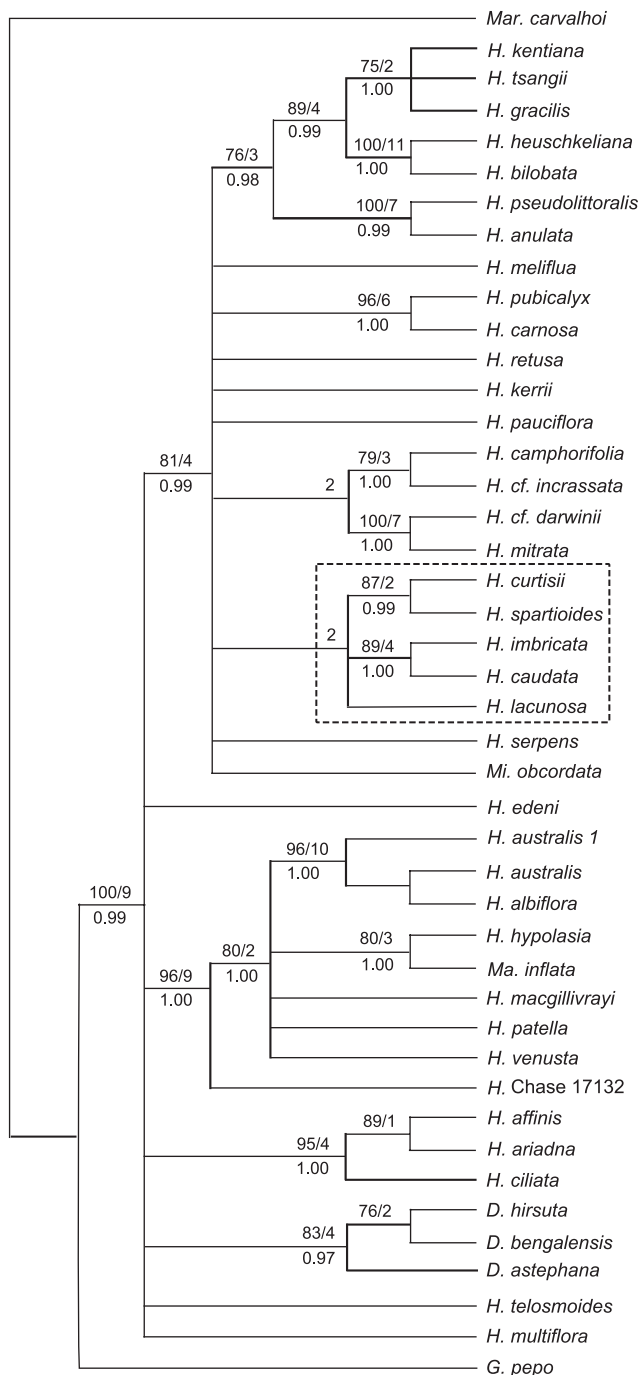 Mar. carvalhoi
H. kentiana
75/2
H. tsangii
1.00
89/4
H. gracilis
0.99
100/11
H. heuschkeliana
76/3
1.00
H. bilobata
0.98
100/7
H. pseudolittoralis
0.99
H. anulata
H. meliflua
96/6
H. pubicalyx
1.00
H. carnosa
H. retusa
H. kerrii
H. pauciflora
81/4
79/3
H. camphorifolia
0.99
2
1.00
H. cf. incrassata
100/7
H. cf. darwinii
1.00
H. mitrata
87/2
H. curtisii
0.99
H. spartioides
2
89/4
H. imbricata
1.00
H. caudata
H. lacunosa
H. serpens
Mi. obcordata
H. edeni
96/10
H. australis 1
1.00
H. australis
100/9
H. albiflora
0.99
80/3
H. hypolasia
80/2
1.00
Ma. inflata
96/9
1.00
1.00
H. macgillivrayi
H. patella
H. venusta
H. Chase 17132
89/1
H. affinis
95/4
H. ariadna
1.00
H. ciliata
76/2
H. hirsuta
83/4
D. bengalensis
0.97
D. astephana
H. telosmoides
H. multiflora
G. pepo